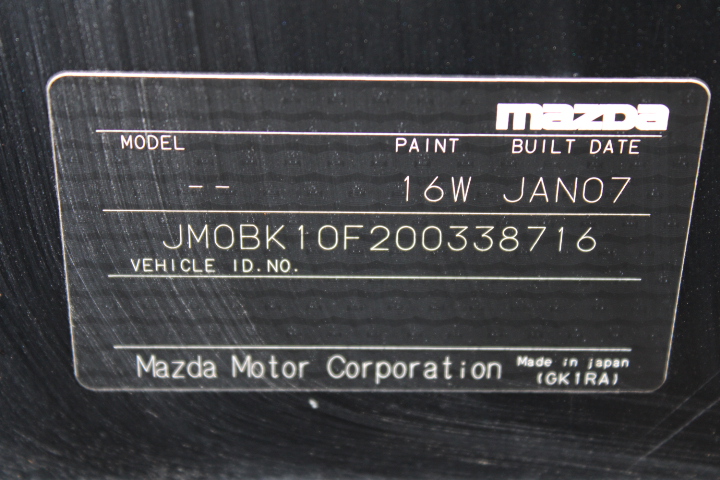 mazda
MODEL PAINT BUILT DATE
-- 16W JAN07
JM0BK10F200338716
VEHICLE ID.NO.
Mazda Motor Corporation Made in japan
(GK1RA)